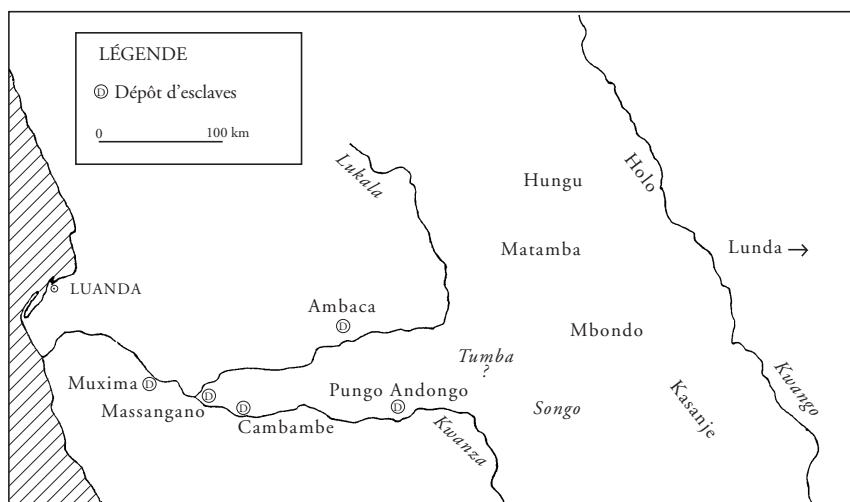 LÉGENDE
Ⓓ Dépôt d'esclaves
0 100 km
Lukala
Holo
Hungu
Matamba
Lunda
LUANDA
Ambaca
D
Mbondo
Tumba
?
Muxima D
D
Massangano
D
Cambambe
Pungo Andongo
D
Songo
Kasanje
Kwango
Kwanza